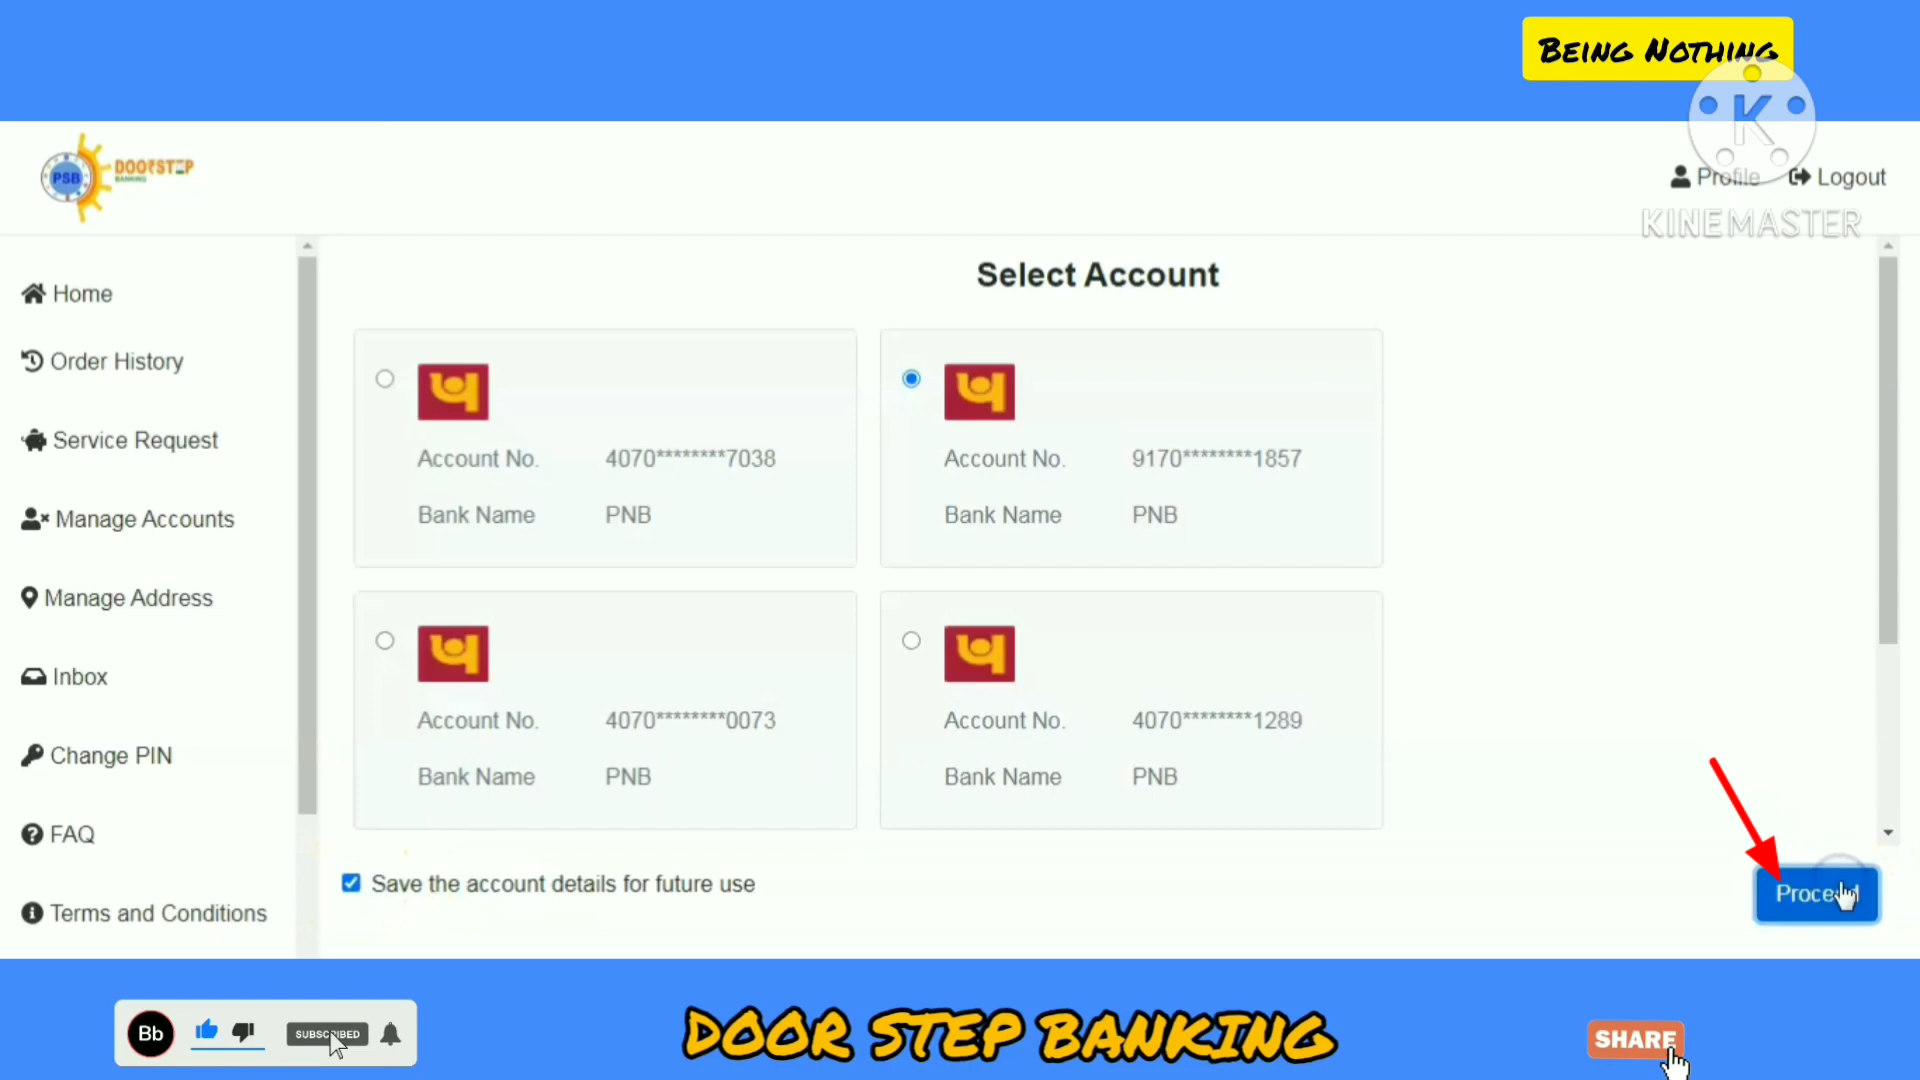 Being Nothing
K
PSB
DOORSTEP
BANKING
Profile
Logout
KINEMASTER
Home
Order History
Service Request
Manage Accounts
Manage Address
Inbox
Change PIN
FAQ
Terms and Conditions
Select Account
Account No. 4070********7038
Bank Name PNB
Account No. 9170********1857
Bank Name PNB
Account No. 4070********0073
Bank Name PNB
Account No. 4070********1289
Bank Name PNB
Save the account details for future use
Proceed
Bb
SUBSCRIBED
DOOR STEP BANKING
SHARE